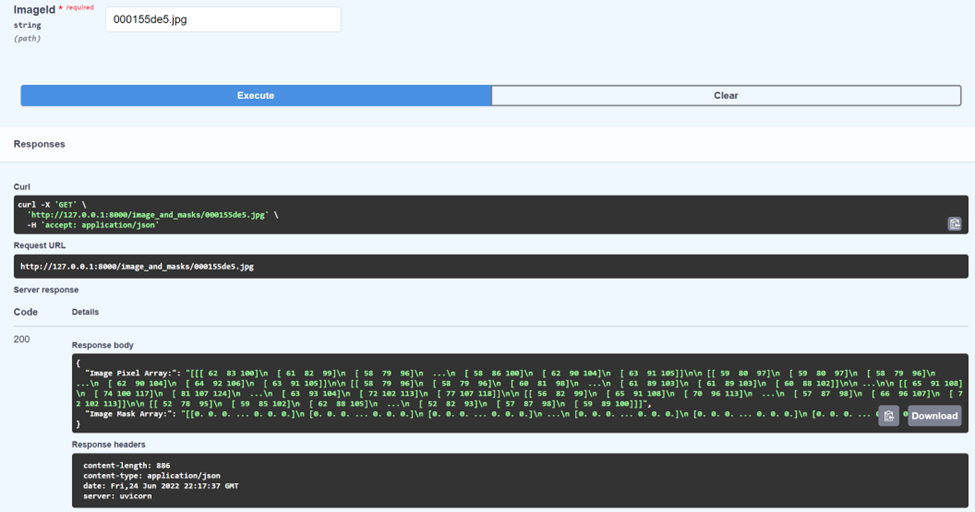 ImageId * required
string
(path)
000155de5.jpg
Execute
Clear
Responses
Curl
curl -X 'GET' \
'http://127.0.0.1:8000/image_and_masks/000155de5.jpg' \
-H 'accept: application/json'
Request URL
http://127.0.0.1:8000/image_and_masks/000155de5.jpg
Server response
Code
Details
200
Response body
{
"Image Pixel Array:": "[[[ 62 83 100]\n [ 61 82 99]\n [ 58 79 96]\n ...\n [ 58 86 100]\n [ 62 90 104]\n [ 63 91 105]]\n\n [[ 59 80 97]\n [ 59 80 97]\n [ 58 79 96]\n
...\n [ 62 90 104]\n [ 64 92 106]\n [ 63 91 105]]\n\n [[ 58 79 96]\n [ 58 79 96]\n [ 60 81 98]\n ...\n [ 61 89 103]\n [ 61 89 103]\n [ 60 88 102]]\n\n ...\n\n [[ 65 91 108]
\n [ 74 100 117]\n [ 81 107 124]\n ...\n [ 63 93 104]\n [ 72 102 113]\n [ 77 107 118]]\n\n [[ 56 82 99]\n [ 65 91 108]\n [ 70 96 113]\n ...\n [ 57 87 98]\n [ 66 96 107]\n [ 7
2 102 113]]\n\n [[ 52 78 95]\n [ 59 85 102]\n [ 62 88 105]\n ...\n [ 52 82 93]\n [ 57 87 98]\n [ 59 89 100]]]",
"Image Mask Array:": "[[0. 0. 0. ... 0. 0. 0.]\n [0. 0. 0. ... 0. 0. 0.]\n [0. 0. 0. ... 0. 0. 0.]\n ...\n [0. 0. 0. ... 0. 0. 0.]\n [0. 0. 0. ... 0. 0. 0.]\n [0. 0. 0. ...
}
Download
Response headers
content-length: 886
content-type: application/json
date: Fri,24 Jun 2022 22:17:37 GMT
server: uvicorn